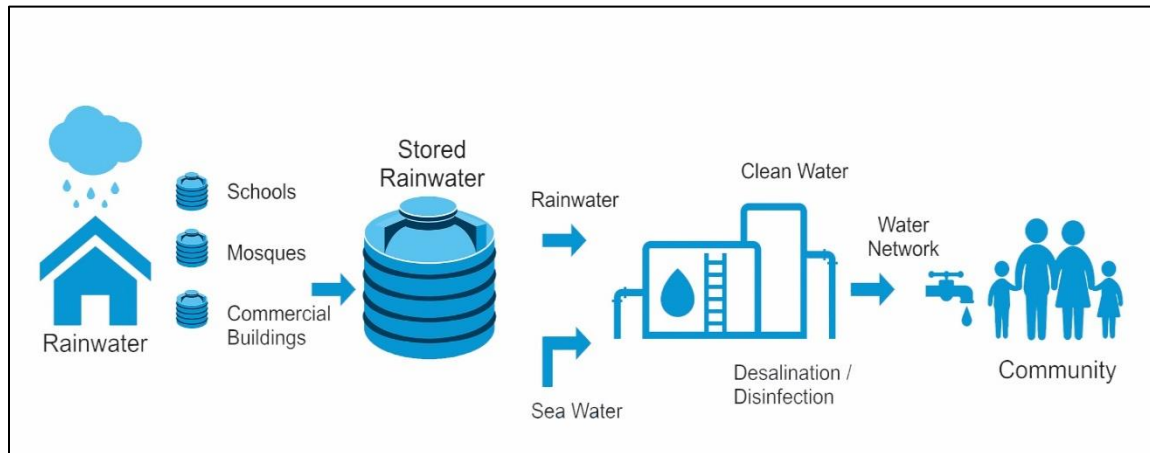 Rainwater
Schools
Mosques
Commercial
Buildings
Stored
Rainwater
Rainwater
Sea Water
Clean Water
Desalination /
Disinfection
Water
Network
Community